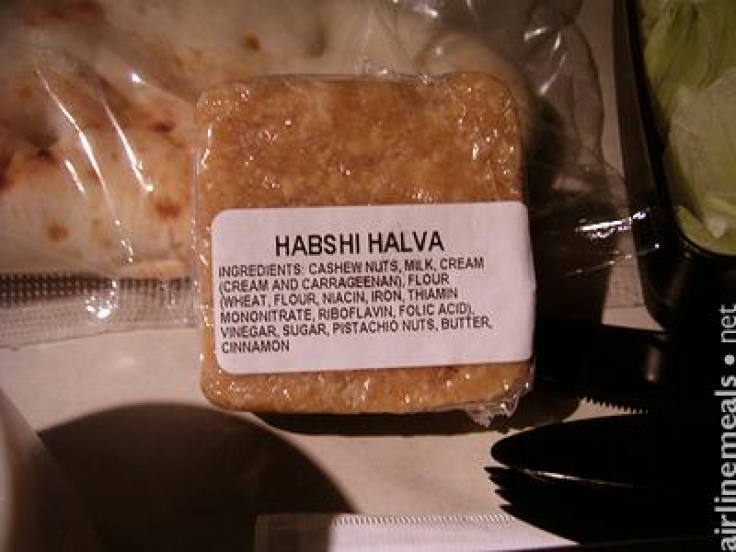 HABSHI HALVA
INGREDIENTS: CASHEW NUTS, MILK, CREAM
(CREAM AND CARRAGEENAN), FLOUR
(WHEAT, FLOUR, NIACIN, IRON, THIAMIN
MONONITRATE, RIBOFLAVIN, FOLIC ACID),
VINEGAR, SUGAR, PISTACHIO NUTS, BUTTER,
CINNAMON
airlinemeals • net